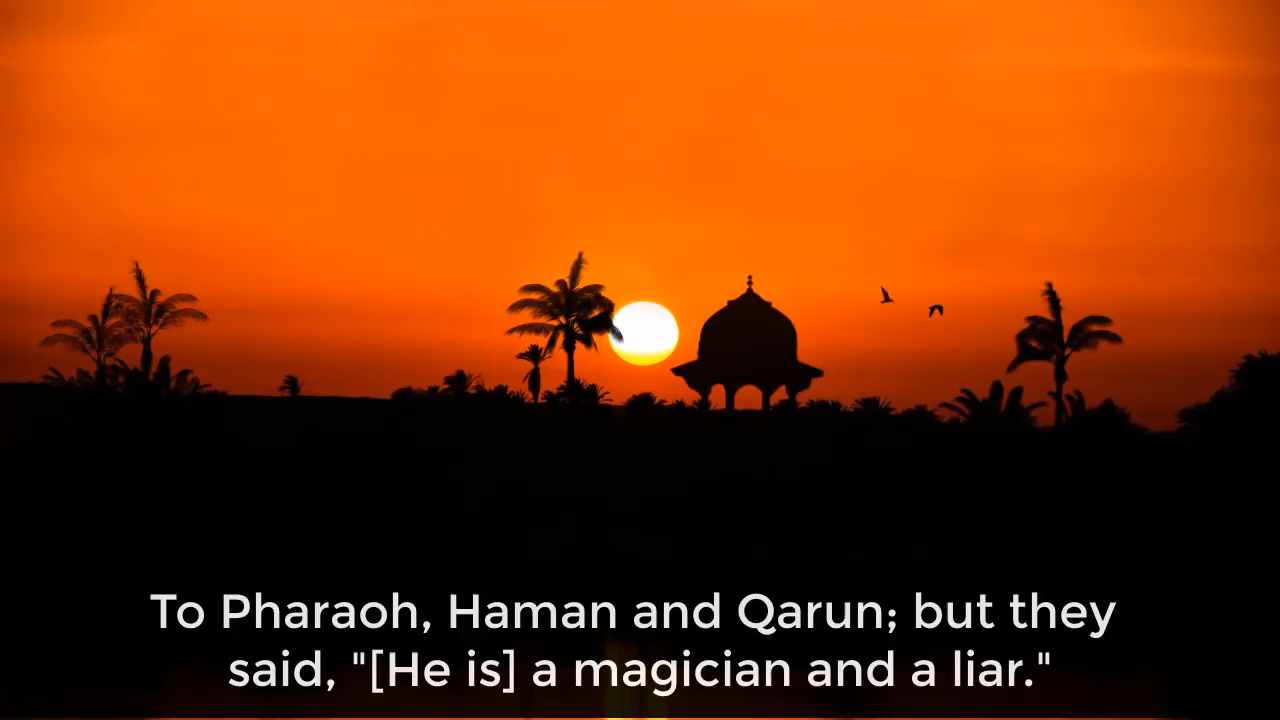 To Pharaoh, Haman and Qarun; but they
said, "[He is] a magician and a liar."